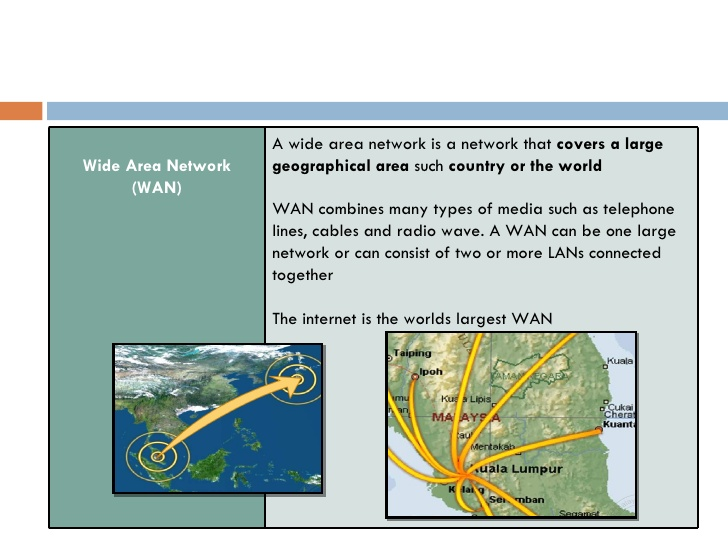 Wide Area Network
(WAN)
A wide area network is a network that covers a large
geographical area such country or the world
WAN combines many types of media such as telephone
lines, cables and radio wave. A WAN can be one large
network or can consist of two or more LANs connected
together
The internet is the worlds largest WAN
Taiping
Ipoh
Kuala
Kuala Lipis
MALAYSIA
Cukai
Cherat
Kuanta
Mentakab
Kuala Lumpur
Kelang
Seremban
Segamat